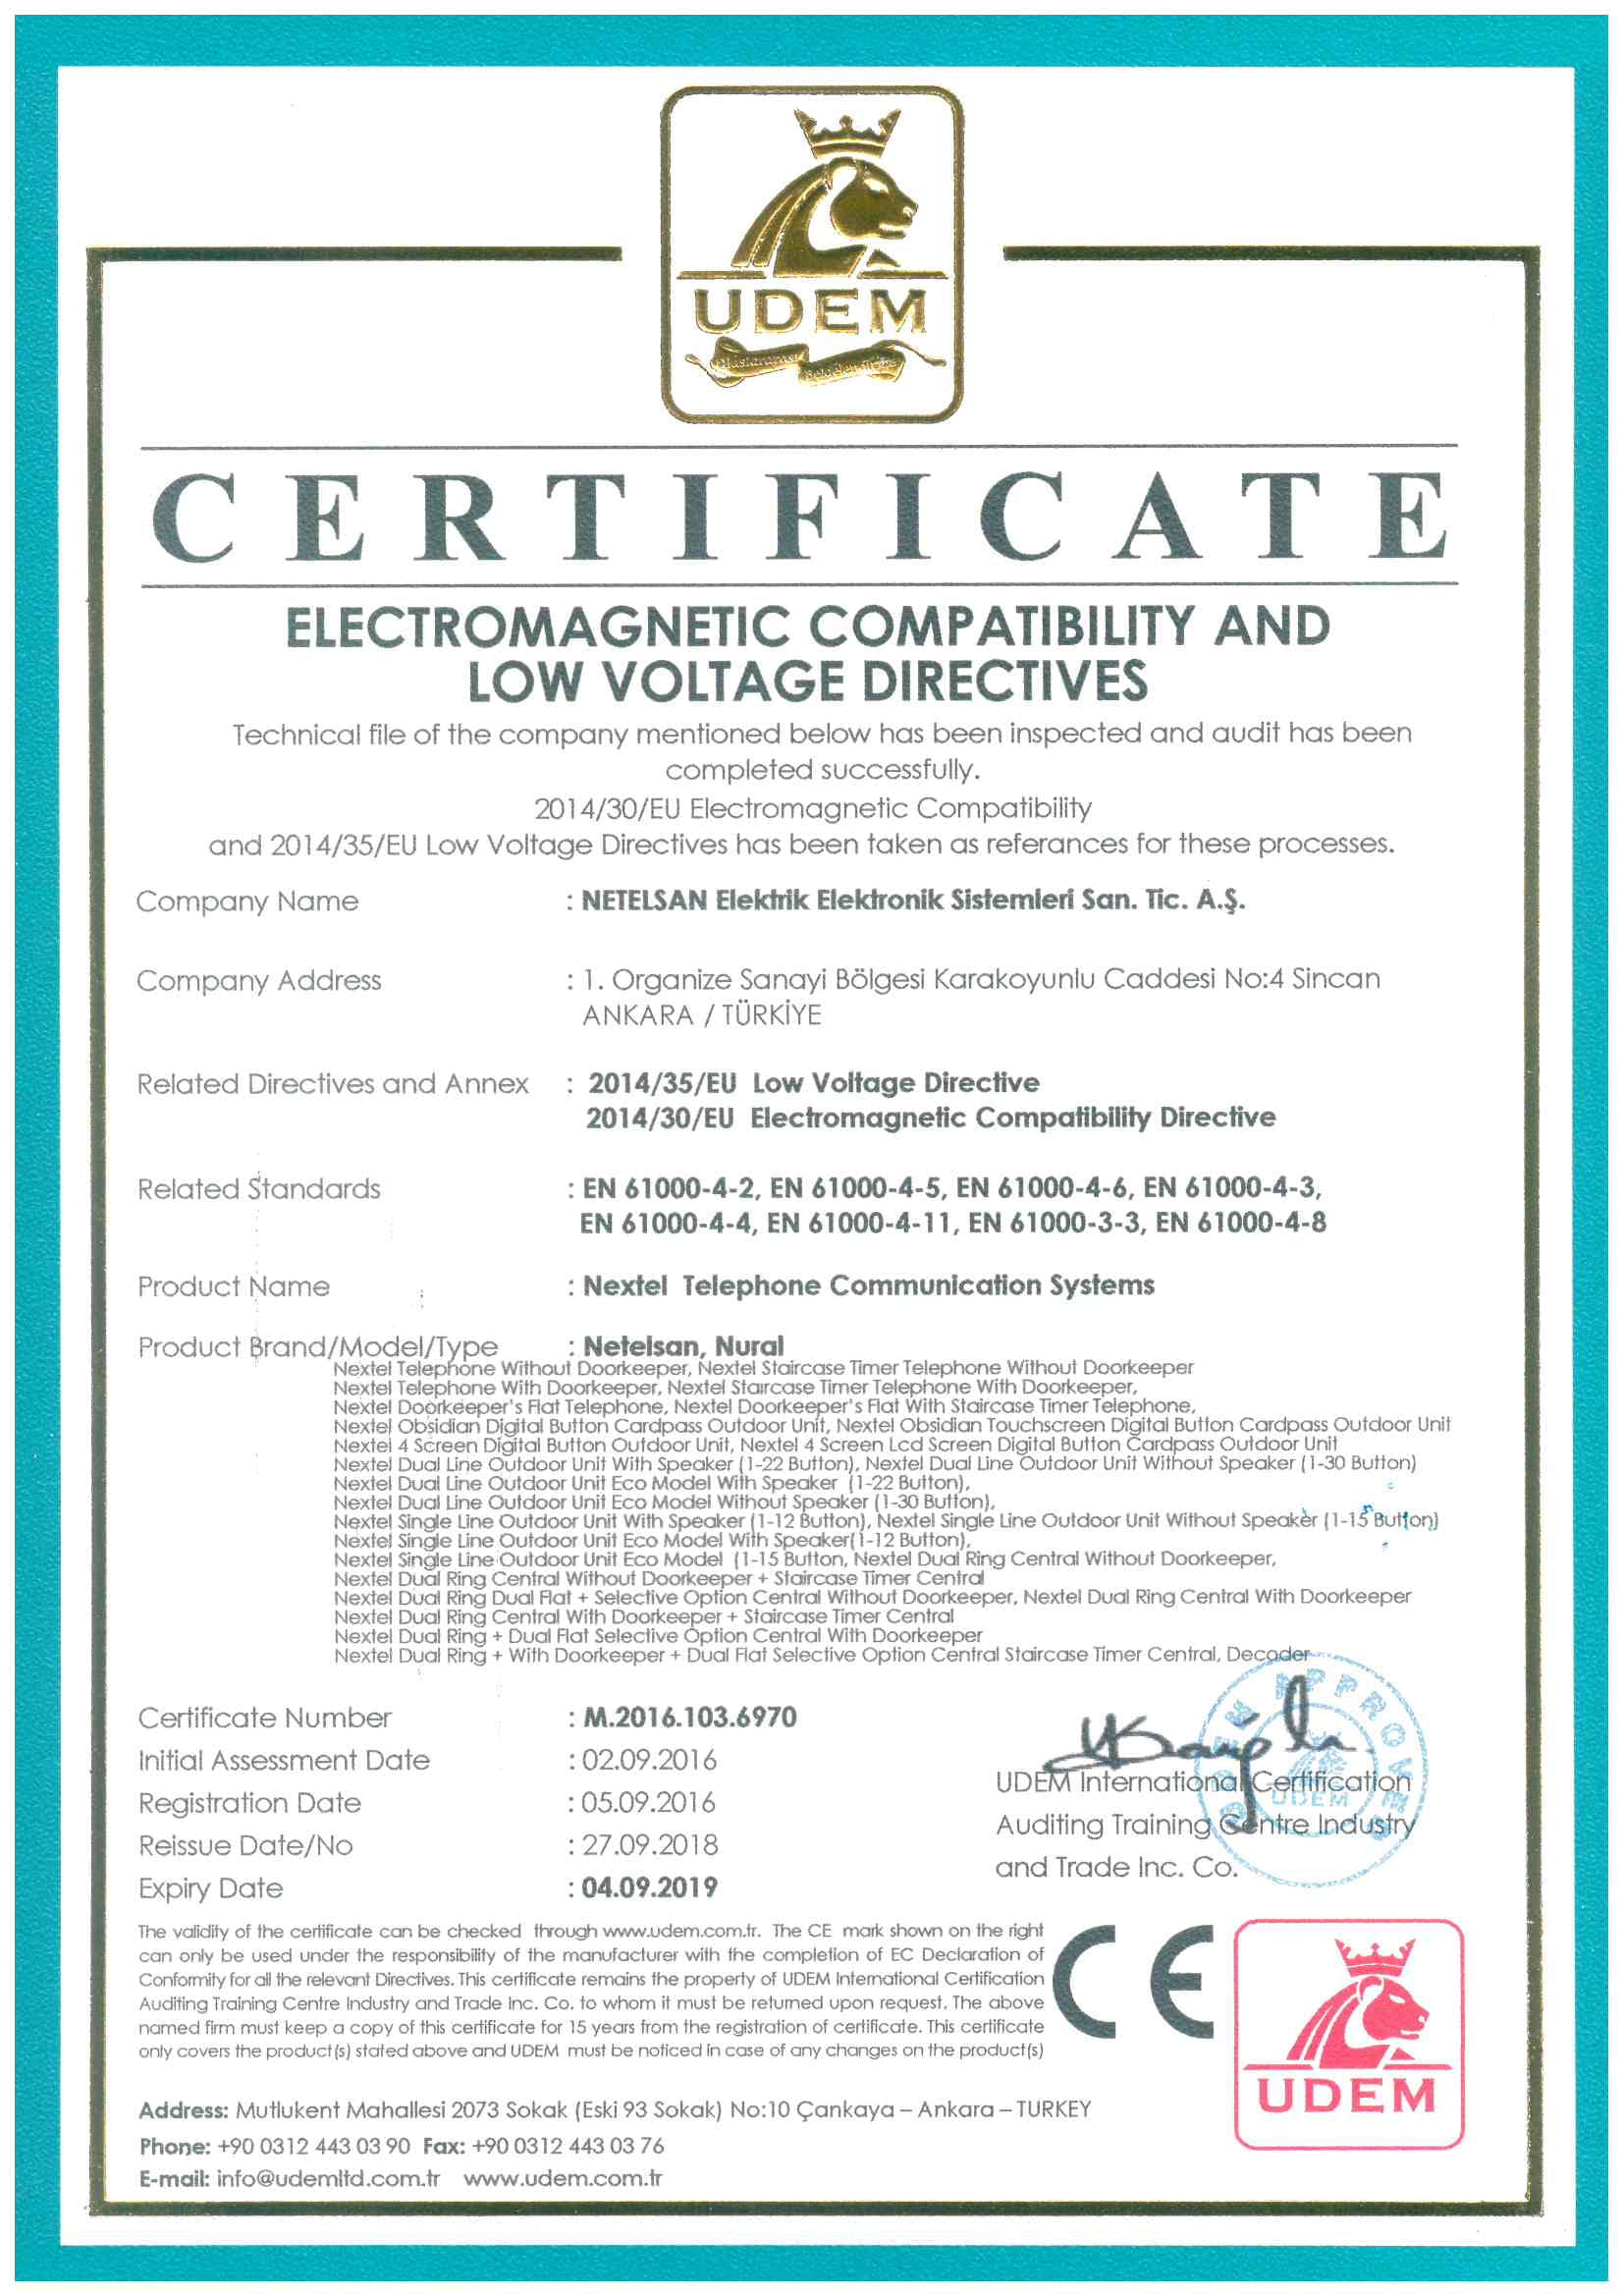 UDEM
CERTIFICATE
ELECTROMAGNETIC COMPATIBILITY AND
LOW VOLTAGE DIRECTIVES
Technical file of the company mentioned below has been inspected and audit has been
completed successfully.
2014/30/EU Electromagnetic Compatibility
and 2014/35/EU Low Voltage Directives has been taken as referances for these processes.
Company Name : NETELSAN Elektrik Elektronik Sistemleri San. Tic. A.Ş.
Company Address : 1. Organize Sanayi Bölgesi Karakoyunlu Caddesi No:4 Sincan
ANKARA / TÜRKİYE
Related Directives and Annex : 2014/35/EU Low Voltage Directive
2014/30/EU Electromagnetic Compatibility Directive
Related Standards : EN 61000-4-2, EN 61000-4-5, EN 61000-4-6, EN 61000-4-3,
EN 61000-4-4, EN 61000-4-11, EN 61000-3-3, EN 61000-4-8
Product Name : Nextel Telephone Communication Systems
Product Brand/Model/Type : Netelsan, Nural
Nextel Telephone Without Doorkeeper, Nextel Staircase Timer Telephone Without Doorkeeper
Nextel Telephone With Doorkeeper, Nextel Staircase Timer Telephone With Doorkeeper,
Nextel Doorkeeper's Flat Telephone, Nextel Doorkeeper's Flat With Staircase Timer Telephone,
Nextel Obsidian Digital Button Cardpass Outdoor Unit, Nextel Obsidian Touchscreen Digital Button Cardpass Outdoor Unit
Nextel 4 Screen Digital Button Outdoor Unit, Nextel 4 Screen Lcd Screen Digital Button Cardpass Outdoor Unit
Nextel Dual Line Outdoor Unit With Speaker (1-22 Button), Nextel Dual Line Outdoor Unit Without Speaker (1-30 Button)
Nextel Dual Line Outdoor Unit Eco Model With Speaker (1-22 Button),
Nextel Dual Line Outdoor Unit Eco Model Without Speaker (1-30 Button),
Nextel Single Line Outdoor Unit With Speaker (1-12 Button), Nextel Single Line Outdoor Unit Without Speaker (1-15 Button)
Nextel Single Line Outdoor Unit Eco Model With Speaker(1-12 Button),
Nextel Single Line Outdoor Unit Eco Model (1-15 Button, Nextel Dual Ring Central Without Doorkeeper,
Nextel Dual Ring Central Without Doorkeeper + Staircase Timer Central
Nextel Dual Ring Dual Flat + Selective Option Central Without Doorkeeper, Nextel Dual Ring Central With Doorkeeper
Nextel Dual Ring Central With Doorkeeper + Staircase Timer Central
Nextel Dual Ring + Dual Flat Selective Option Central With Doorkeeper
Nextel Dual Ring + With Doorkeeper + Dual Flat Selective Option Central Staircase Timer Central, Decoder
Certificate Number : M.2016.103.6970
Initial Assessment Date : 02.09.2016
Registration Date : 05.09.2016
Reissue Date/No : 27.09.2018
Expiry Date : 04.09.2019
UDEM APPROVED
UDEM
UDEM International Certification
Auditing Training Centre Industry
and Trade Inc. Co.
The validity of the certificate can be checked through www.udem.com.tr. The CE mark shown on the right
can only be used under the responsibility of the manufacturer with the completion of EC Declaration of
Conformity for all the relevant Directives. This certificate remains the property of UDEM International Certification
Auditing Training Centre Industry and Trade Inc. Co. to whom it must be returned upon request. The above
named firm must keep a copy of this certificate for 15 years from the registration of certificate. This certificate
only covers the product(s) stated above and UDEM must be noticed in case of any changes on the product(s)
CE
UDEM
Address: Mutlukent Mahallesi 2073 Sokak (Eski 93 Sokak) No:10 Çankaya – Ankara – TURKEY
Phone: +90 0312 443 03 90 Fax: +90 0312 443 03 76
E-mail: info@udemltd.com.tr www.udem.com.tr